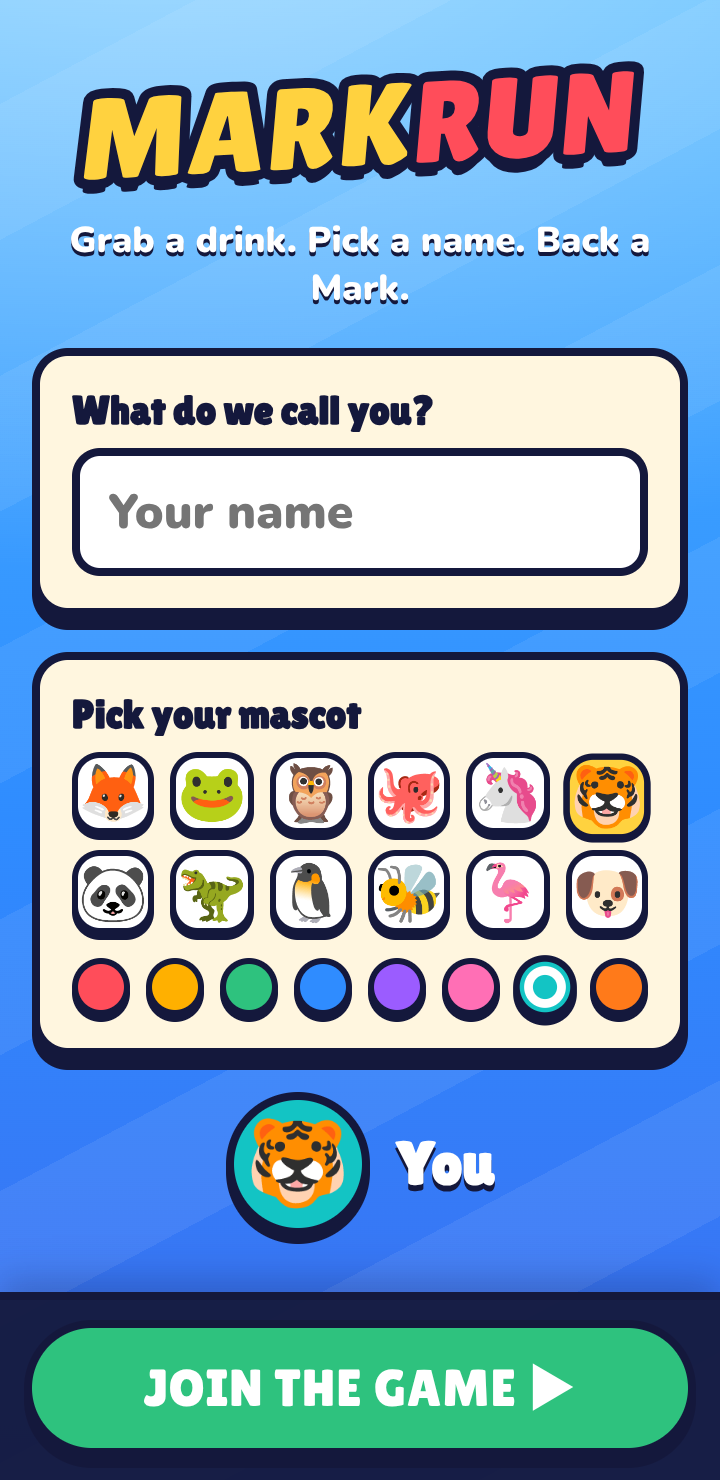 MARKRUN
Grab a drink. Pick a name. Back a
Mark.
What do we call you?
Your name
Pick your mascot
You
JOIN THE GAME ▶